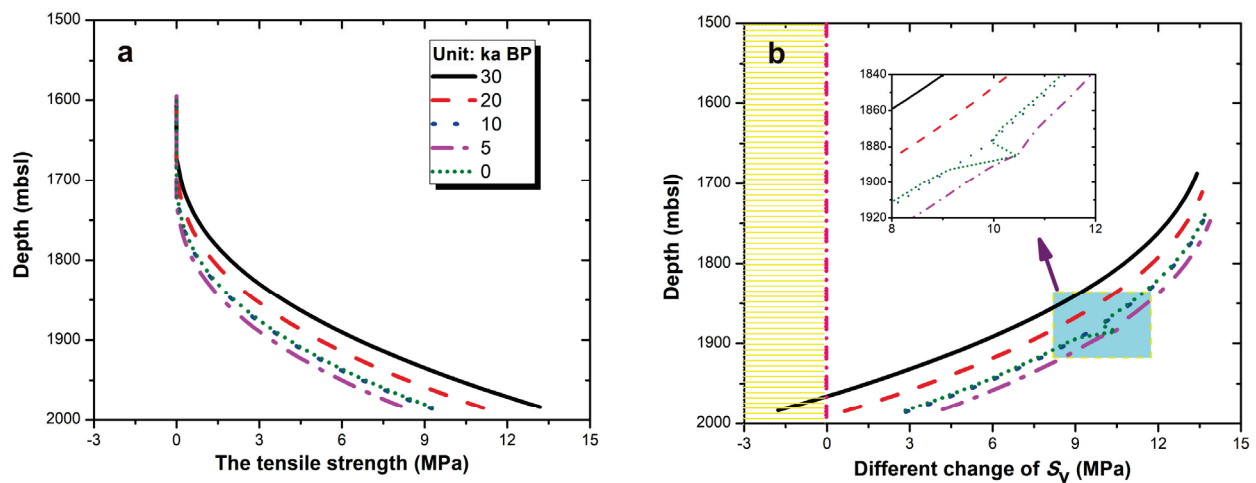 a
Unit: ka BP
30
20
10
5
0
1500
1600
1700
1800
1900
2000
Depth (mbsl)
-3 0 3 6 9 12 15
The tensile strength (MPa)
b
1840
1860
1880
1900
1920
8 10 12
1500
1600
1700
1800
1900
2000
Depth (mbsl)
-3 0 3 6 9 12 15
Different change of Sv (MPa)